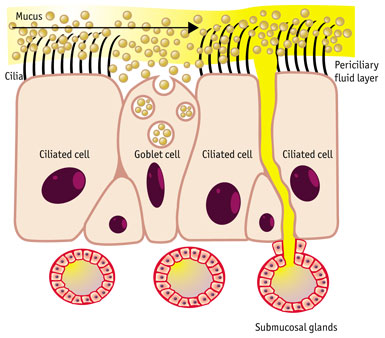 Mucus
Cilia
Periciliary
fluid layer
Ciliated cell
Goblet cell
Ciliated cell
Ciliated cell
Submucosal glands